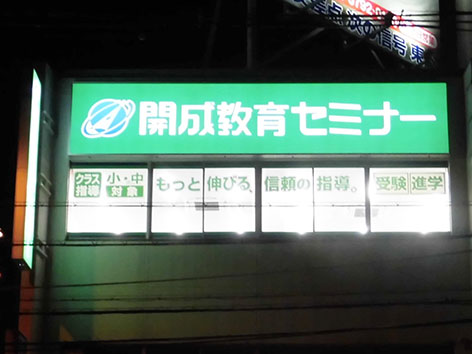 開成教育セミナー
クラス指導
小・中対象
もっと伸びる、信頼の指導。
受験 進学